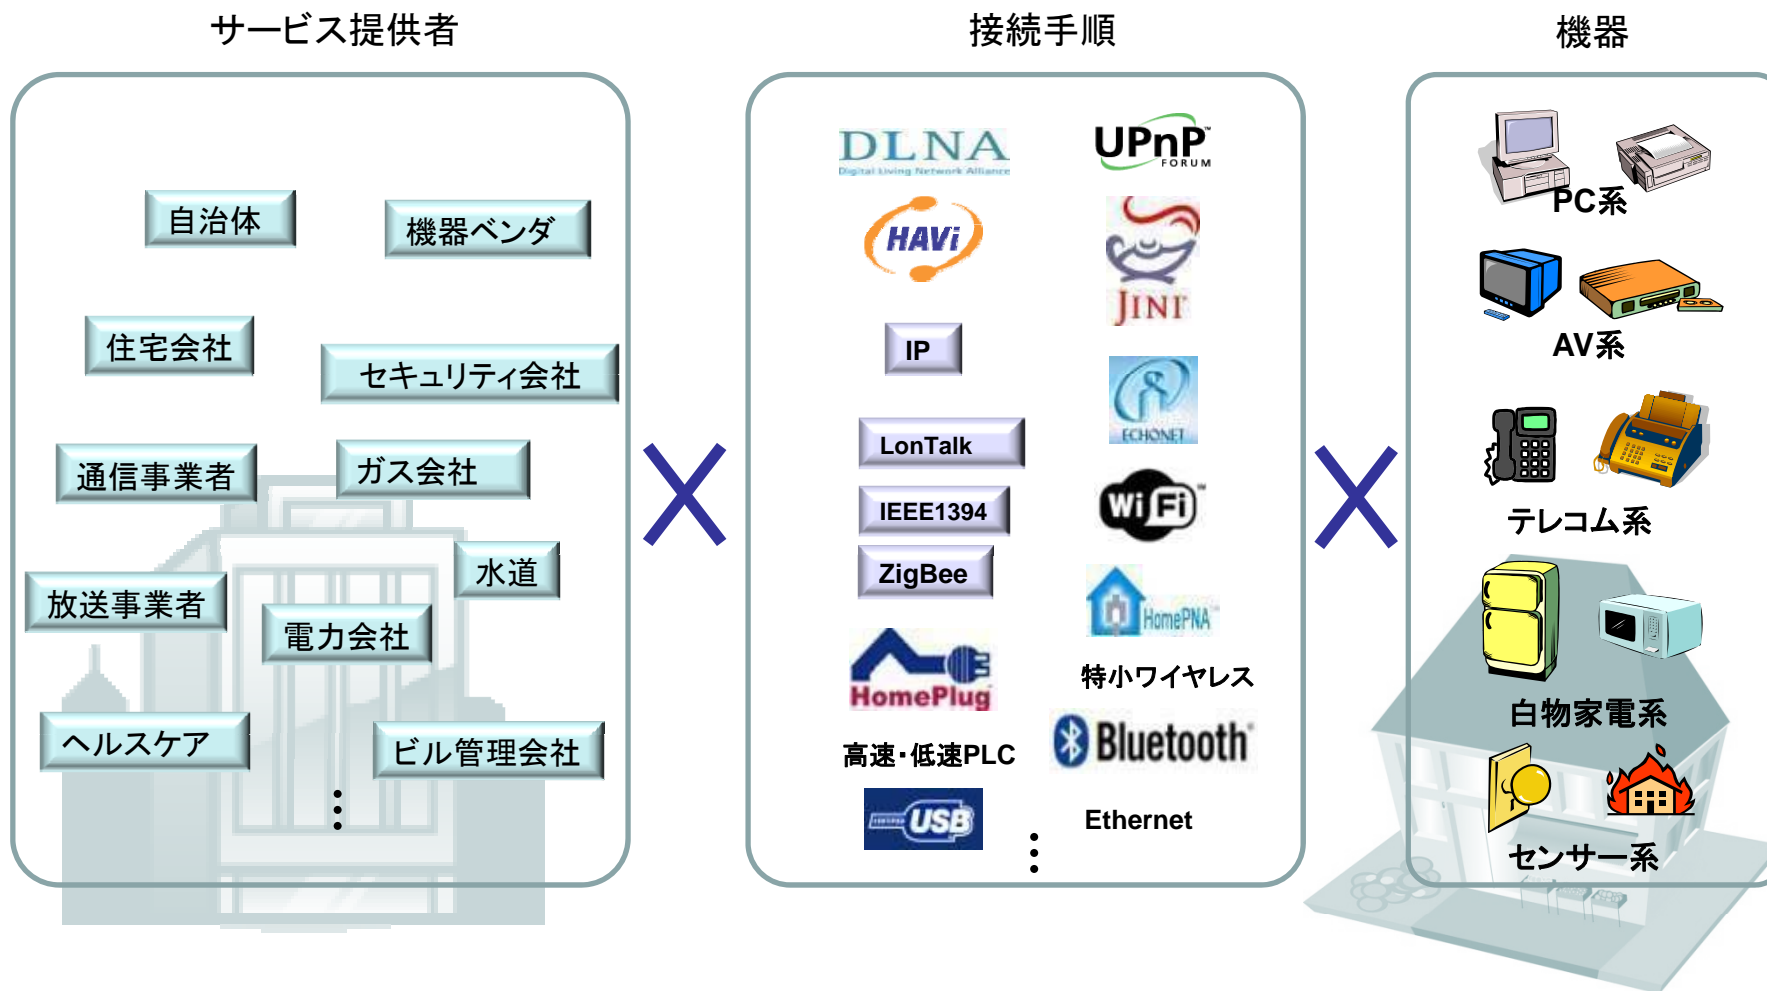 サービス提供者
自治体
機器ベンダ
住宅会社
セキュリティ会社
通信事業者
ガス会社
水道
放送事業者
電力会社
ヘルスケア
ビル管理会社
接続手順
DLNA
Digital Living Network Alliance
UPnP™
FORUM
HAVi
JINI
IP
ECHONET
LonTalk
Wi Fi™
IEEE1394
ZigBee
HomePNA™
HomePlug
特小ワイヤレス
高速・低速PLC
Bluetooth
USB
Ethernet
機器
PC系
AV系
テレコム系
白物家電系
センサー系